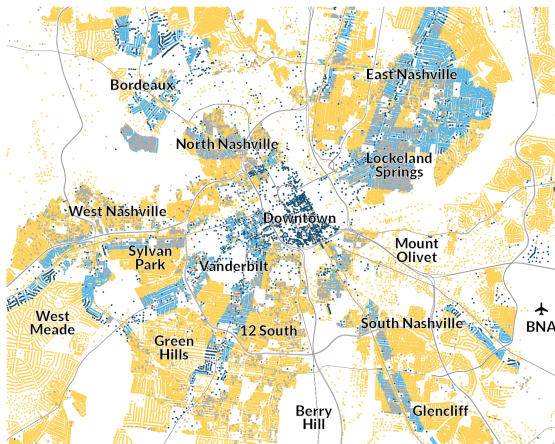 East Nashville
Bordeaux
North Nashville
Lockeland
Springs
West Nashville
Downtown
Mount
Olivet
Sylvan
Park
Vanderbilt
West
Meade
BNA
South Nashville
12 South
Green
Hills
Berry
Hill
Glencliff